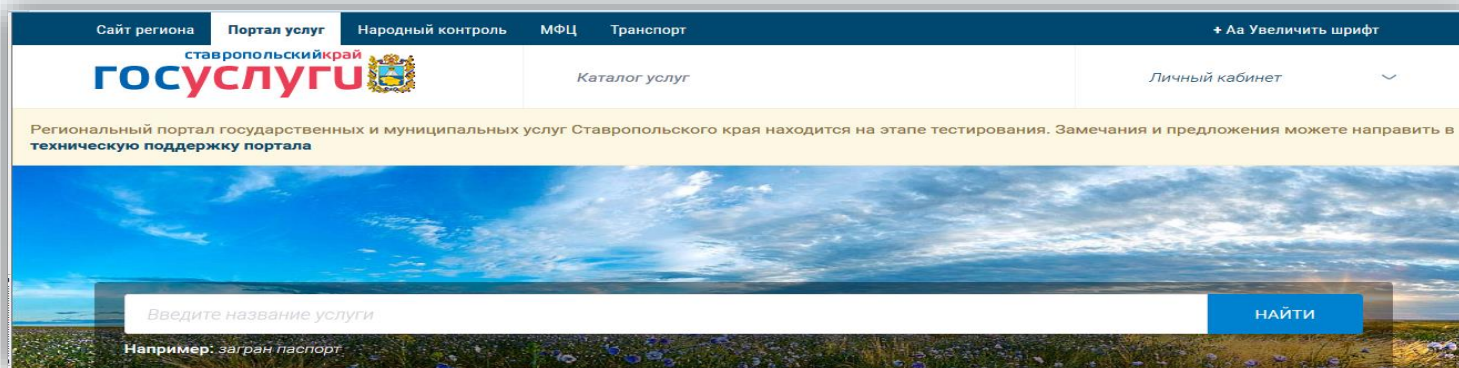 Сайт региона Портал услуг Народный контроль МФЦ Транспорт + Аа Увеличить шрифт
ставропольскийкрай
госуслуги
Каталог услуг Личный кабинет
Региональный портал государственных и муниципальных услуг Ставропольского края находится на этапе тестирования. Замечания и предложения можете направить в
техническую поддержку портала
Введите название услуги НАЙТИ
Например: загран паспорт